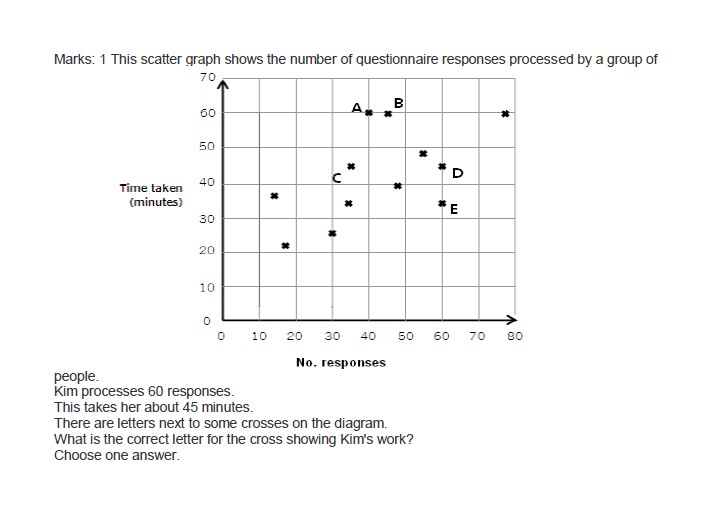 Marks: 1 This scatter graph shows the number of questionnaire responses processed by a group of
70
60
50
40
30
20
10
0
Time taken
(minutes)
A
B
C
D
E
0 10 20 30 40 50 60 70 80
No. responses
people.
Kim processes 60 responses.
This takes her about 45 minutes.
There are letters next to some crosses on the diagram.
What is the correct letter for the cross showing Kim's work?
Choose one answer.